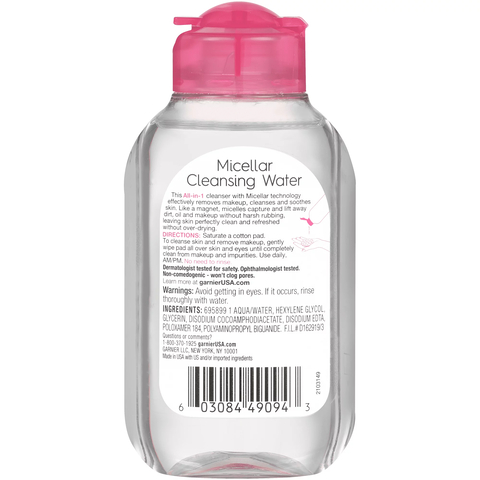 Micellar
Cleansing Water
This All-in-1 cleanser with Micellar technology
effectively removes makeup, cleanses and soothes
skin. Like a magnet, micelles capture and lift away
dirt, oil and makeup without harsh rubbing,
leaving skin perfectly clean and refreshed
without over-drying.
DIRECTIONS: Saturate a cotton pad.
To cleanse skin and remove makeup, gently
wipe pad all over skin and eyes until completely
clean from makeup and impurities. Use daily.
AM/PM. No need to rinse
Dermatologist tested for safety. Ophthalmologist tested.
Non-comedogenic - won't clog pores.
Learn more at garnierUSA.com
Warnings: Avoid getting in eyes. If it occurs, rinse
thoroughly with water.
INGREDIENTS: 695899 1 AQUA/WATER, HEXYLENE GLYCOL,
GLYCERIN, DISODIUM COCOAMPHODIACETATE, DISODIUM EDTA,
POLOXAMER 184, POLYAMINOPROPYL BIGUANIDE. F.I.L.# D162919/3
Questions or comments?
1-800-370-1925 garnierUSA.com
GARNIER LLC, NEW YORK, NY 10001
Made in USA with US and/or imported ingredients
2103149
6 03084 49094 3